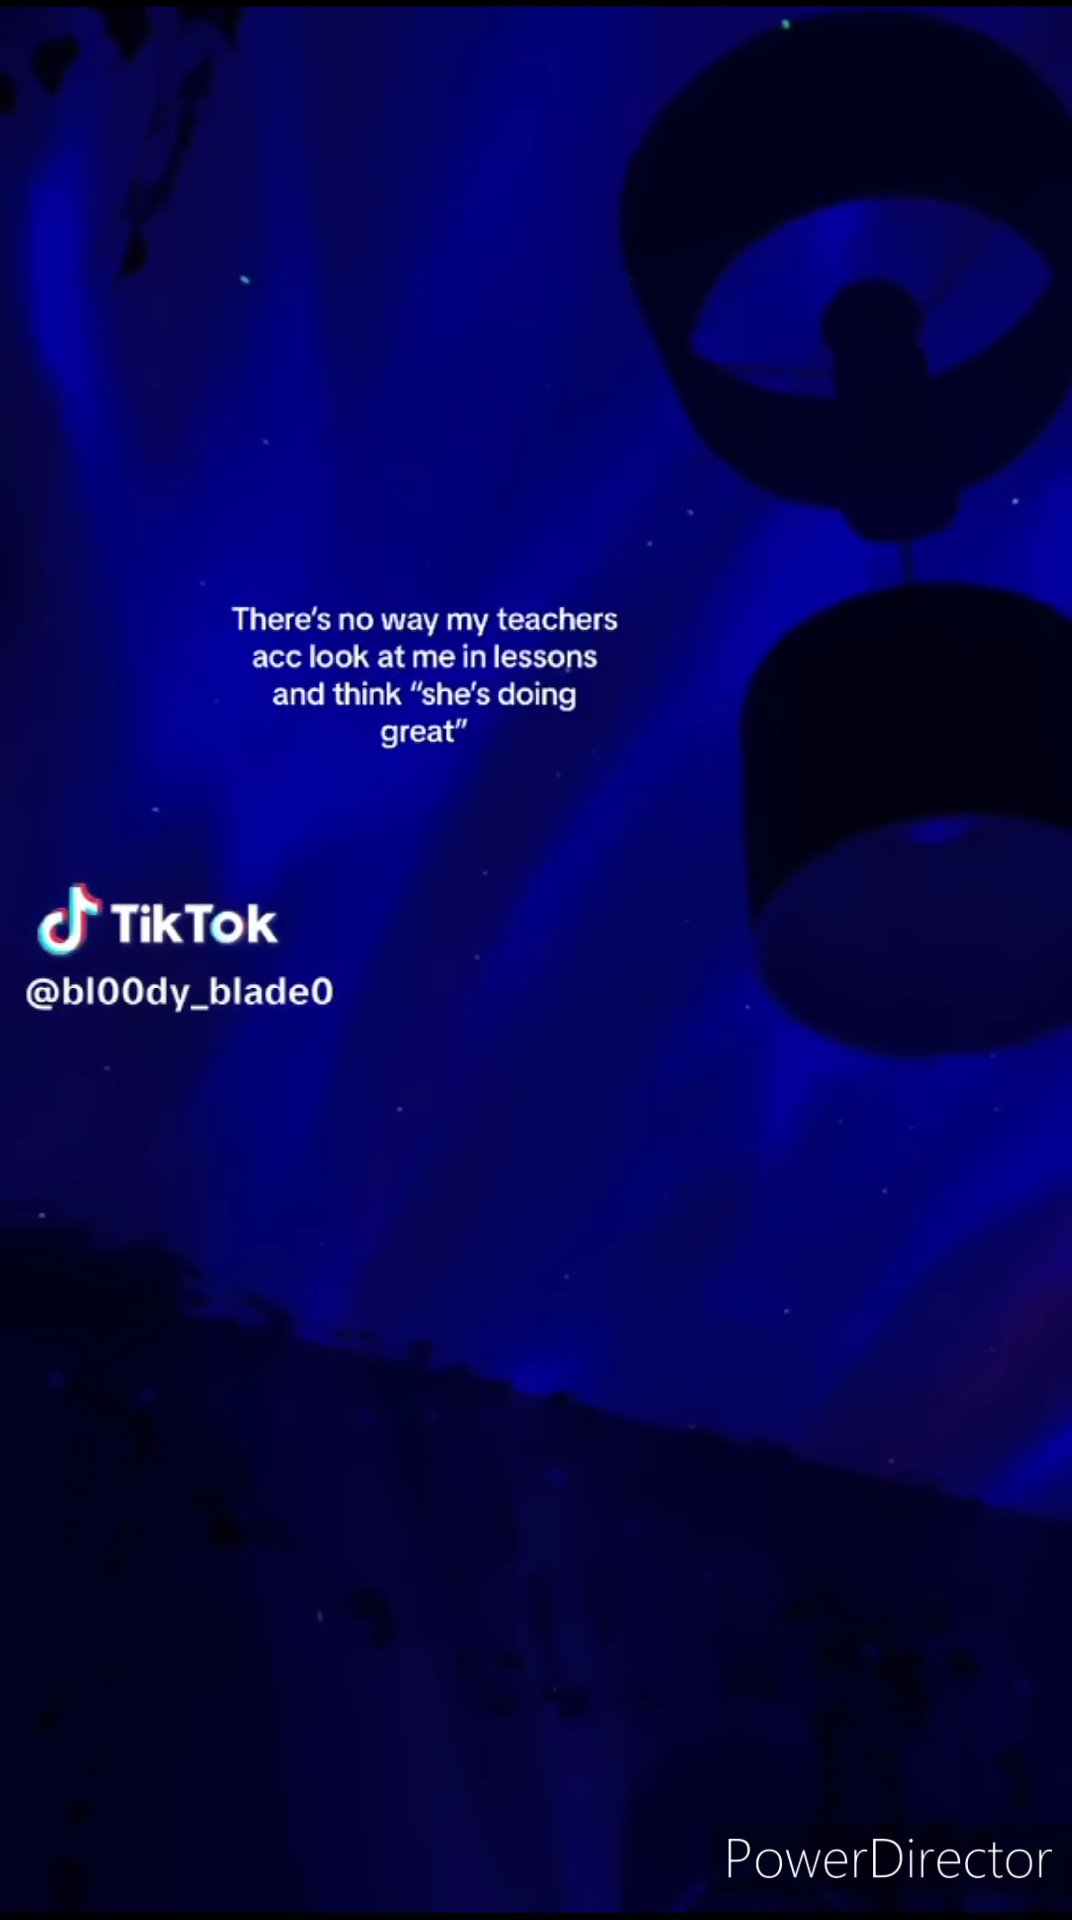 There’s no way my teachers
acc look at me in lessons
and think “she’s doing
great”
TikTok
@bl00dy_blade0
PowerDirector